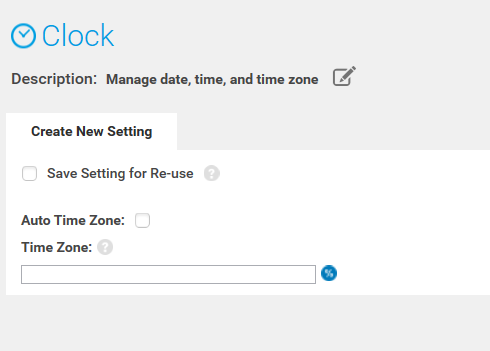 Clock
Description: Manage date, time, and time zone
Create New Setting
Save Setting for Re-use ?
Auto Time Zone:
Time Zone: ?
%